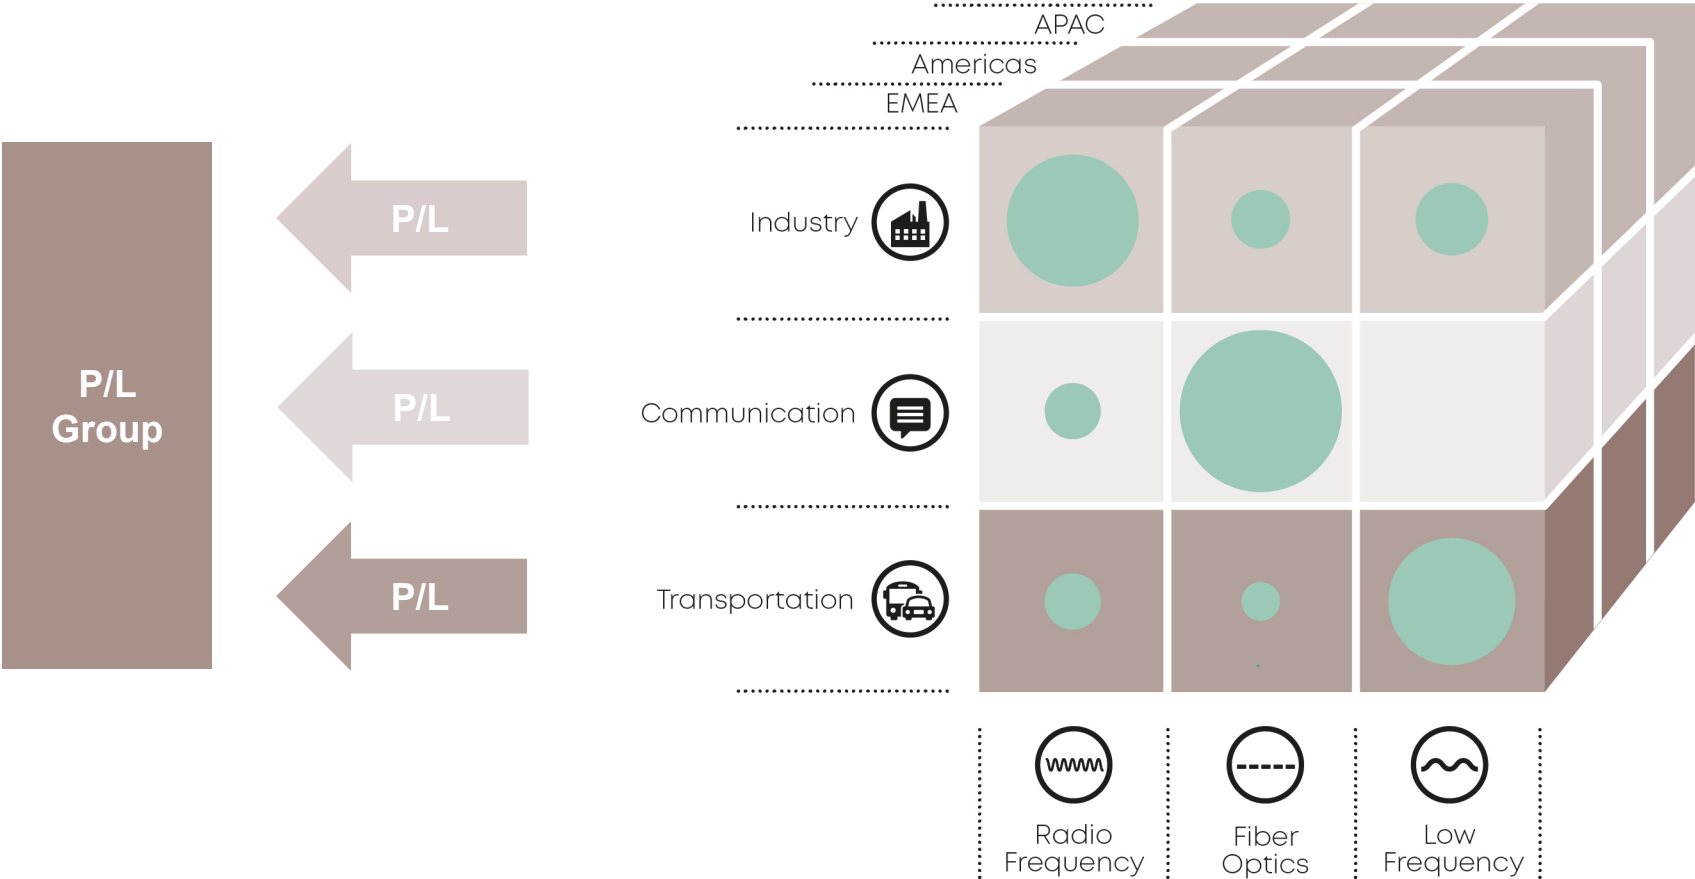 APAC
Americas
EMEA
Industry
P/L
P/L
Group
P/L
Communication
P/L
Transportation
Radio
Frequency
Fiber
Optics
Low
Frequency